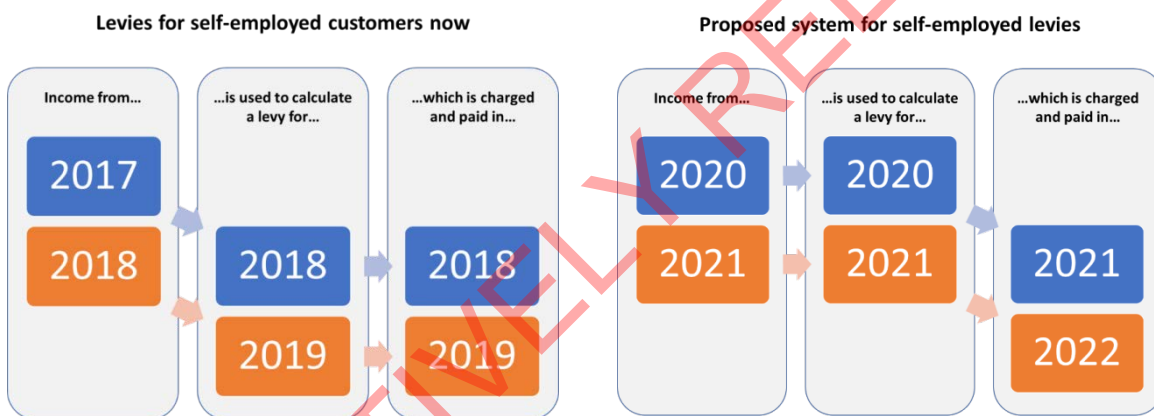 Levies for self-employed customers now
Income from…
2017
2018
…is used to calculate
a levy for…
2018
2019
…which is charged
and paid in…
2018
2019
Proposed system for self-employed levies
Income from…
2020
2021
…is used to calculate
a levy for…
2020
2021
…which is charged
and paid in…
2021
2022
TIVELY REL